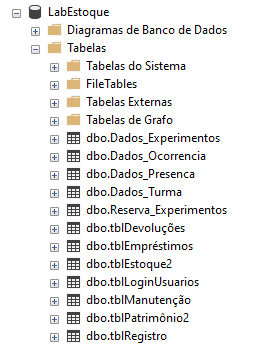 LabEstoque
Diagramas de Banco de Dados
Tabelas
Tabelas do Sistema
FileTables
Tabelas Externas
Tabelas de Grafo
dbo.Dados_Experimentos
dbo.Dados_Ocorrencia
dbo.Dados_Presenca
dbo.Dados_Turma
dbo.Reserva_Experimentos
dbo.tblDevoluções
dbo.tblEmpréstimos
dbo.tblEstoque2
dbo.tblLoginUsuarios
dbo.tblManutenção
dbo.tblPatrimônio2
dbo.tblRegistro